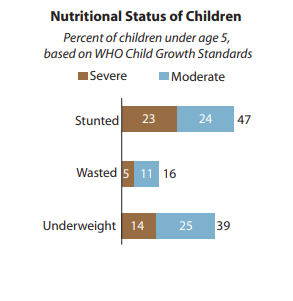 Nutritional Status of Children
Percent of children under age 5,
based on WHO Child Growth Standards
Severe Moderate
Stunted 23 24 47
Wasted 5 11 16
Underweight 14 25 39